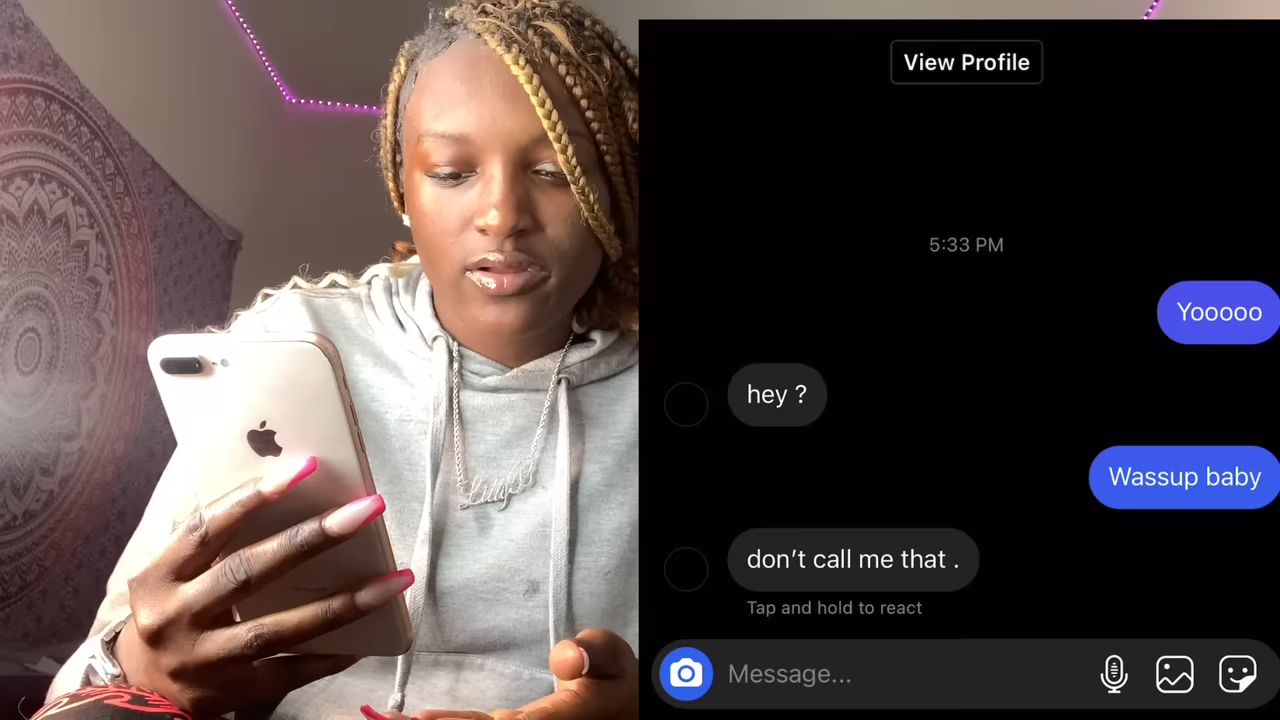 View Profile
5:33 PM
Yooooo
hey ?
Wassup baby
don’t call me that .
Tap and hold to react
Message...